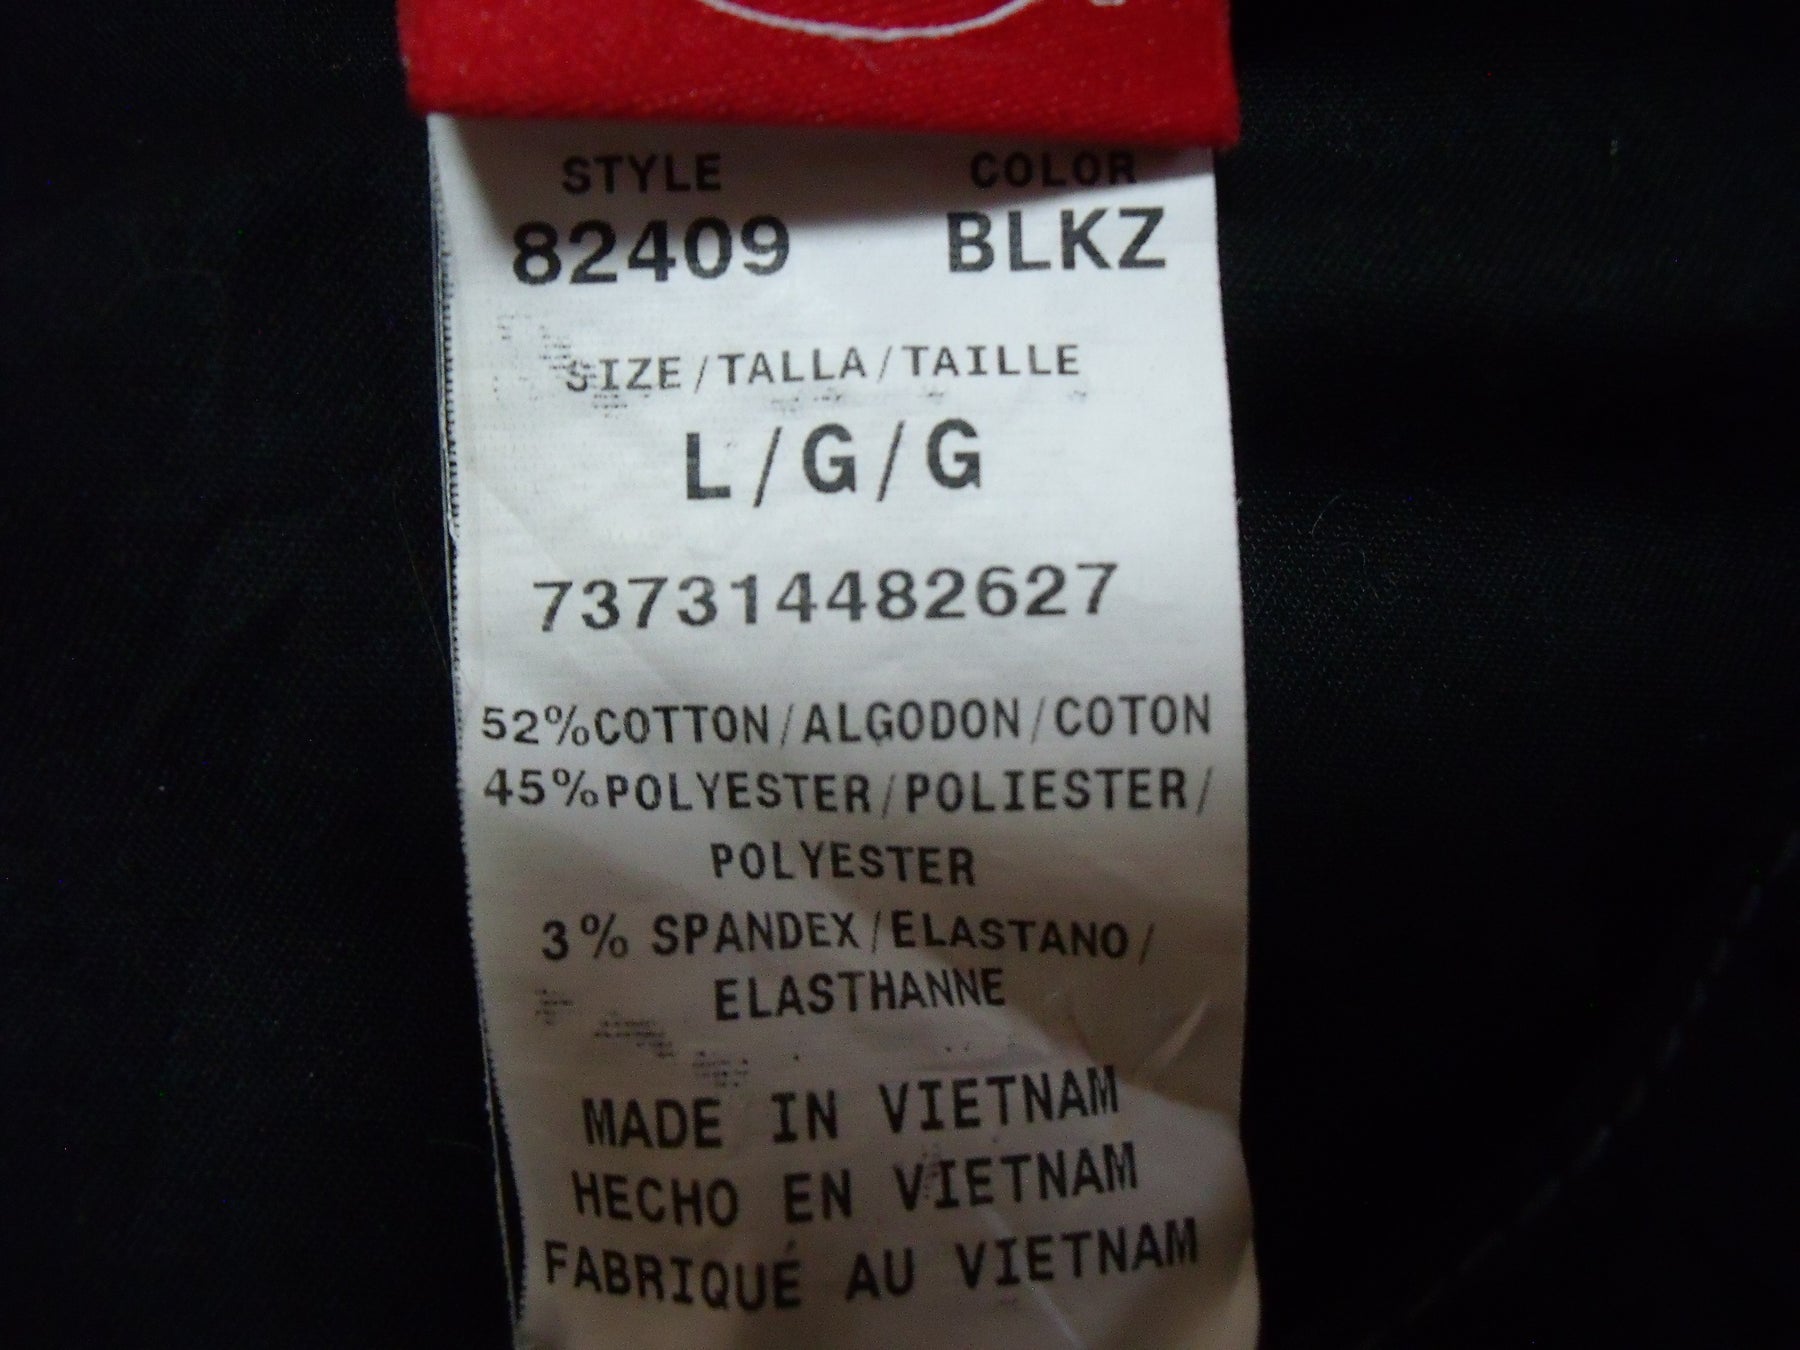 STYLE COLOR
82409 BLKZ
SIZE/TALLA/TAILLE
L/G/G
737314482627
52%COTTON/ALGODON/COTON
45%POLYESTER/POLIESTER/
POLYESTER
3% SPANDEX/ELASTANO/
ELASTHANNE
MADE IN VIETNAM
HECHO EN VIETNAM
FABRIQUÉ AU VIETNAM